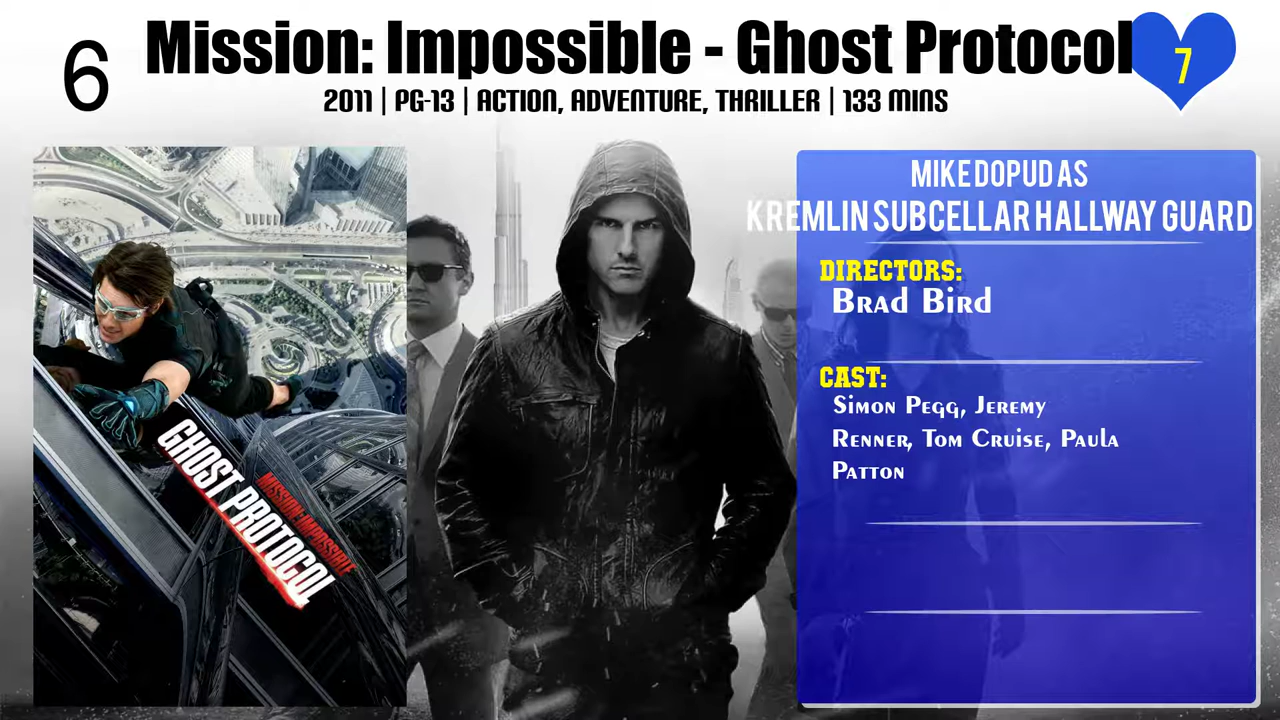 6
Mission: Impossible - Ghost Protocol
7
2011 | PG-13 | ACTION, ADVENTURE, THRILLER | 133 MINS
MIKE DOPUD AS
KREMLIN SUBCELLAR HALLWAY GUARD
DIRECTORS:
BRAD BIRD
CAST:
SIMON PEGG, JEREMY
RENNER, TOM CRUISE, PAULA
PATTON
MISSION: IMPOSSIBLE
GHOST PROTOCOL